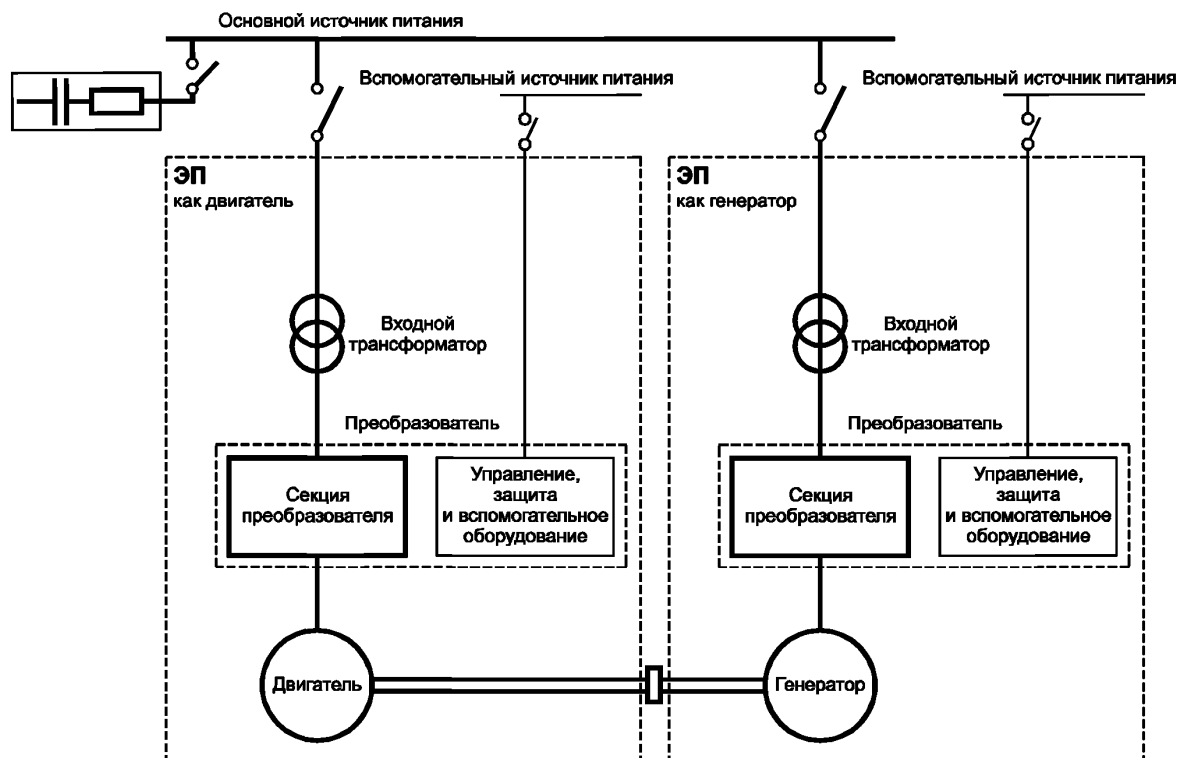 Основной источник питания
Вспомогательный источник питания
Вспомогательный источник питания
ЭП
как двигатель
ЭП
как генератор
Входной
трансформатор
Входной
трансформатор
Преобразователь
Преобразователь
Секция
преобразователя
Управление,
защита
и вспомогательное
оборудование
Секция
преобразователя
Управление,
защита
и вспомогательное
оборудование
Двигатель
Генератор